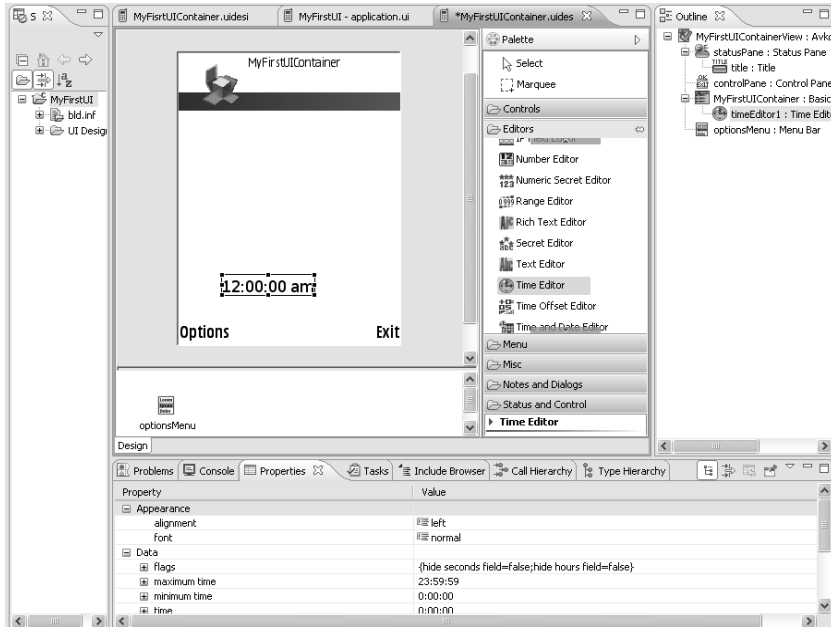 S
MyFisrtUIContainer.uidesi
MyFirstUI - application.ui
*MyFirstUIContainer.uides
Outline
MyFirstUI
bld.inf
UI Desig
MyFirstUIContainer
12:00:00 am
Options
Exit
optionsMenu
Design
Palette
Select
Marquee
Controls
Editors
Number Editor
Numeric Secret Editor
Range Editor
Rich Text Editor
Secret Editor
Text Editor
Time Editor
Time Offset Editor
Time and Date Editor
Menu
Misc
Notes and Dialogs
Status and Control
Time Editor
MyFirstUIContainerView : Avko
statusPane : Status Pane
title : Title
controlPane : Control Pane
MyFirstUIContainer : Basic
timeEditor1 : Time Edit
optionsMenu : Menu Bar
Problems Console Properties Tasks Include Browser Call Hierarchy Type Hierarchy
Property Value
Appearance
alignment left
font normal
Data
flags {hide seconds field=false;hide hours field=false}
maximum time 23:59:59
minimum time 0:00:00
time 0:00:00